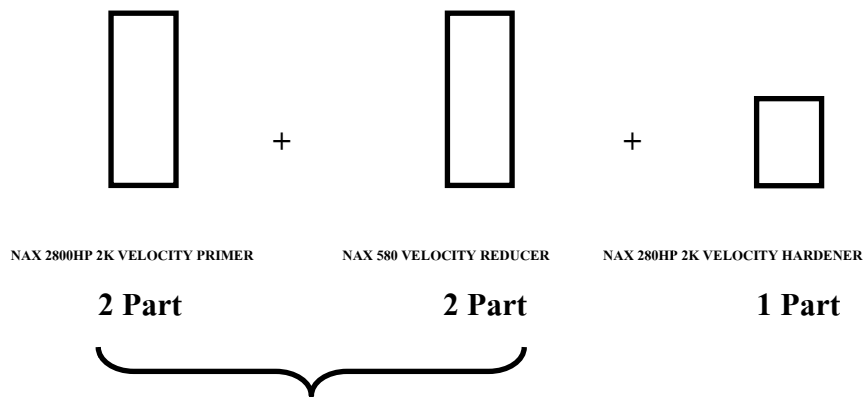 + +
NAX 2800HP 2K VELOCITY PRIMER NAX 580 VELOCITY REDUCER NAX 280HP 2K VELOCITY HARDENER
2 Part 2 Part 1 Part